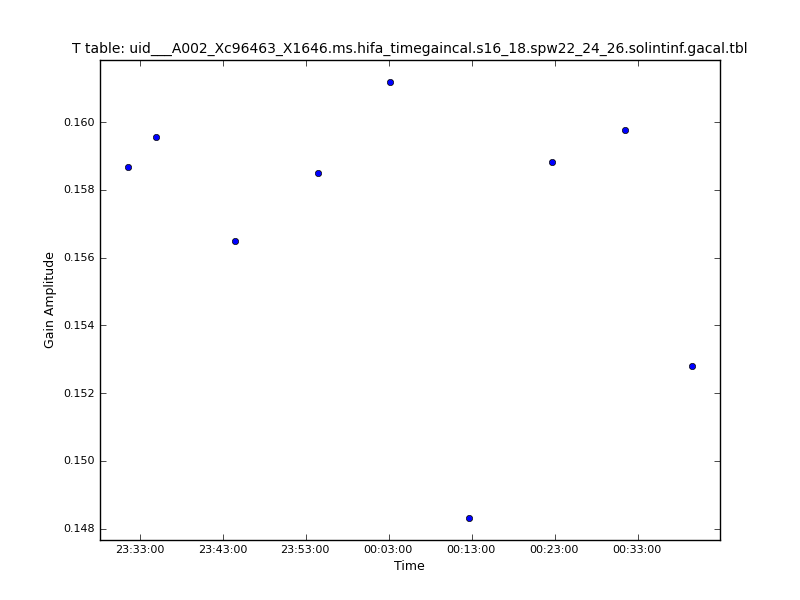 T table: uid___A002_Xc96463_X1646.ms.hifa_timegaincal.s16_18.spw22_24_26.solintinf.gacal.tbl
0.160
0.158
0.156
0.154
0.152
0.150
0.148
Gain Amplitude
23:33:00 23:43:00 23:53:00 00:03:00 00:13:00 00:23:00 00:33:00
Time